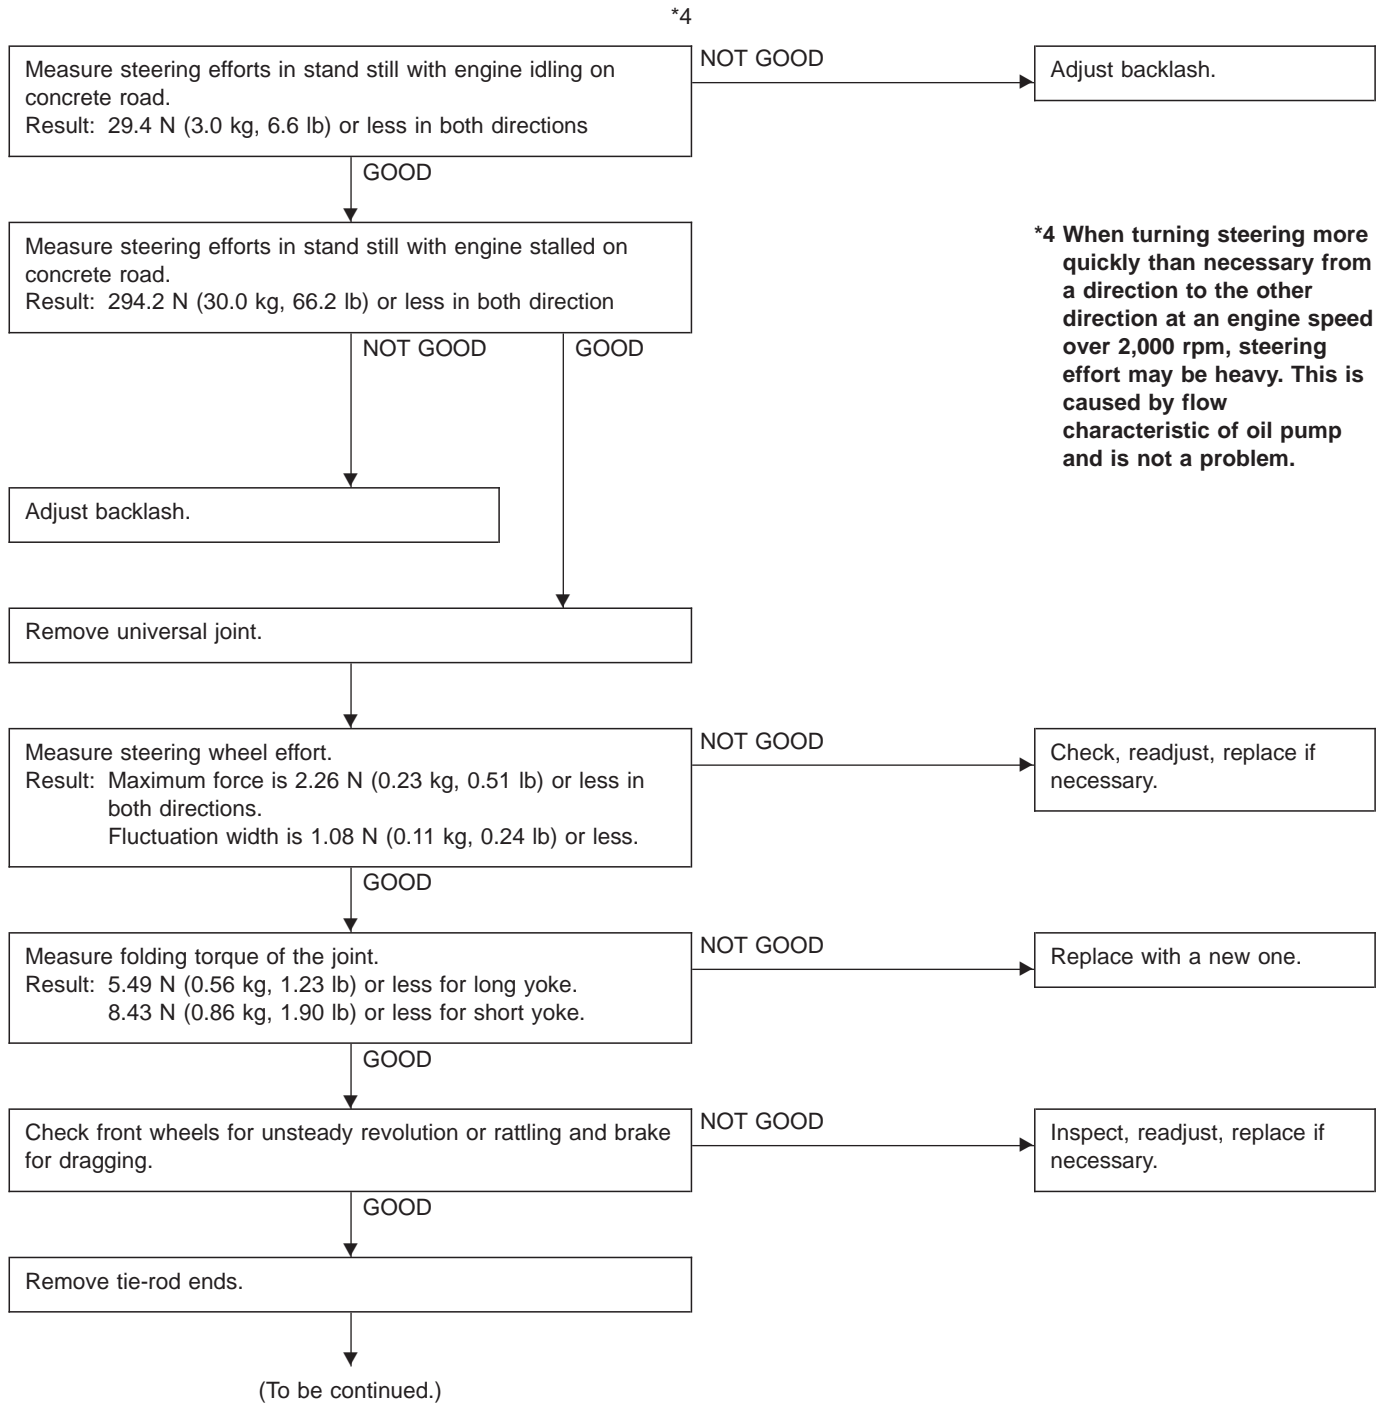 *4
Measure steering efforts in stand still with engine idling on
concrete road.
Result: 29.4 N (3.0 kg, 6.6 lb) or less in both directions
NOT GOOD
Adjust backlash.
GOOD
Measure steering efforts in stand still with engine stalled on
concrete road.
Result: 294.2 N (30.0 kg, 66.2 lb) or less in both direction
*4 When turning steering more
quickly than necessary from
a direction to the other
direction at an engine speed
over 2,000 rpm, steering
effort may be heavy. This is
caused by flow
characteristic of oil pump
and is not a problem.
NOT GOOD
GOOD
Adjust backlash.
Remove universal joint.
Measure steering wheel effort.
Result: Maximum force is 2.26 N (0.23 kg, 0.51 lb) or less in
both directions.
Fluctuation width is 1.08 N (0.11 kg, 0.24 lb) or less.
NOT GOOD
Check, readjust, replace if
necessary.
GOOD
Measure folding torque of the joint.
Result: 5.49 N (0.56 kg, 1.23 lb) or less for long yoke.
8.43 N (0.86 kg, 1.90 lb) or less for short yoke.
NOT GOOD
Replace with a new one.
GOOD
Check front wheels for unsteady revolution or rattling and brake
for dragging.
NOT GOOD
Inspect, readjust, replace if
necessary.
GOOD
Remove tie-rod ends.
(To be continued.)